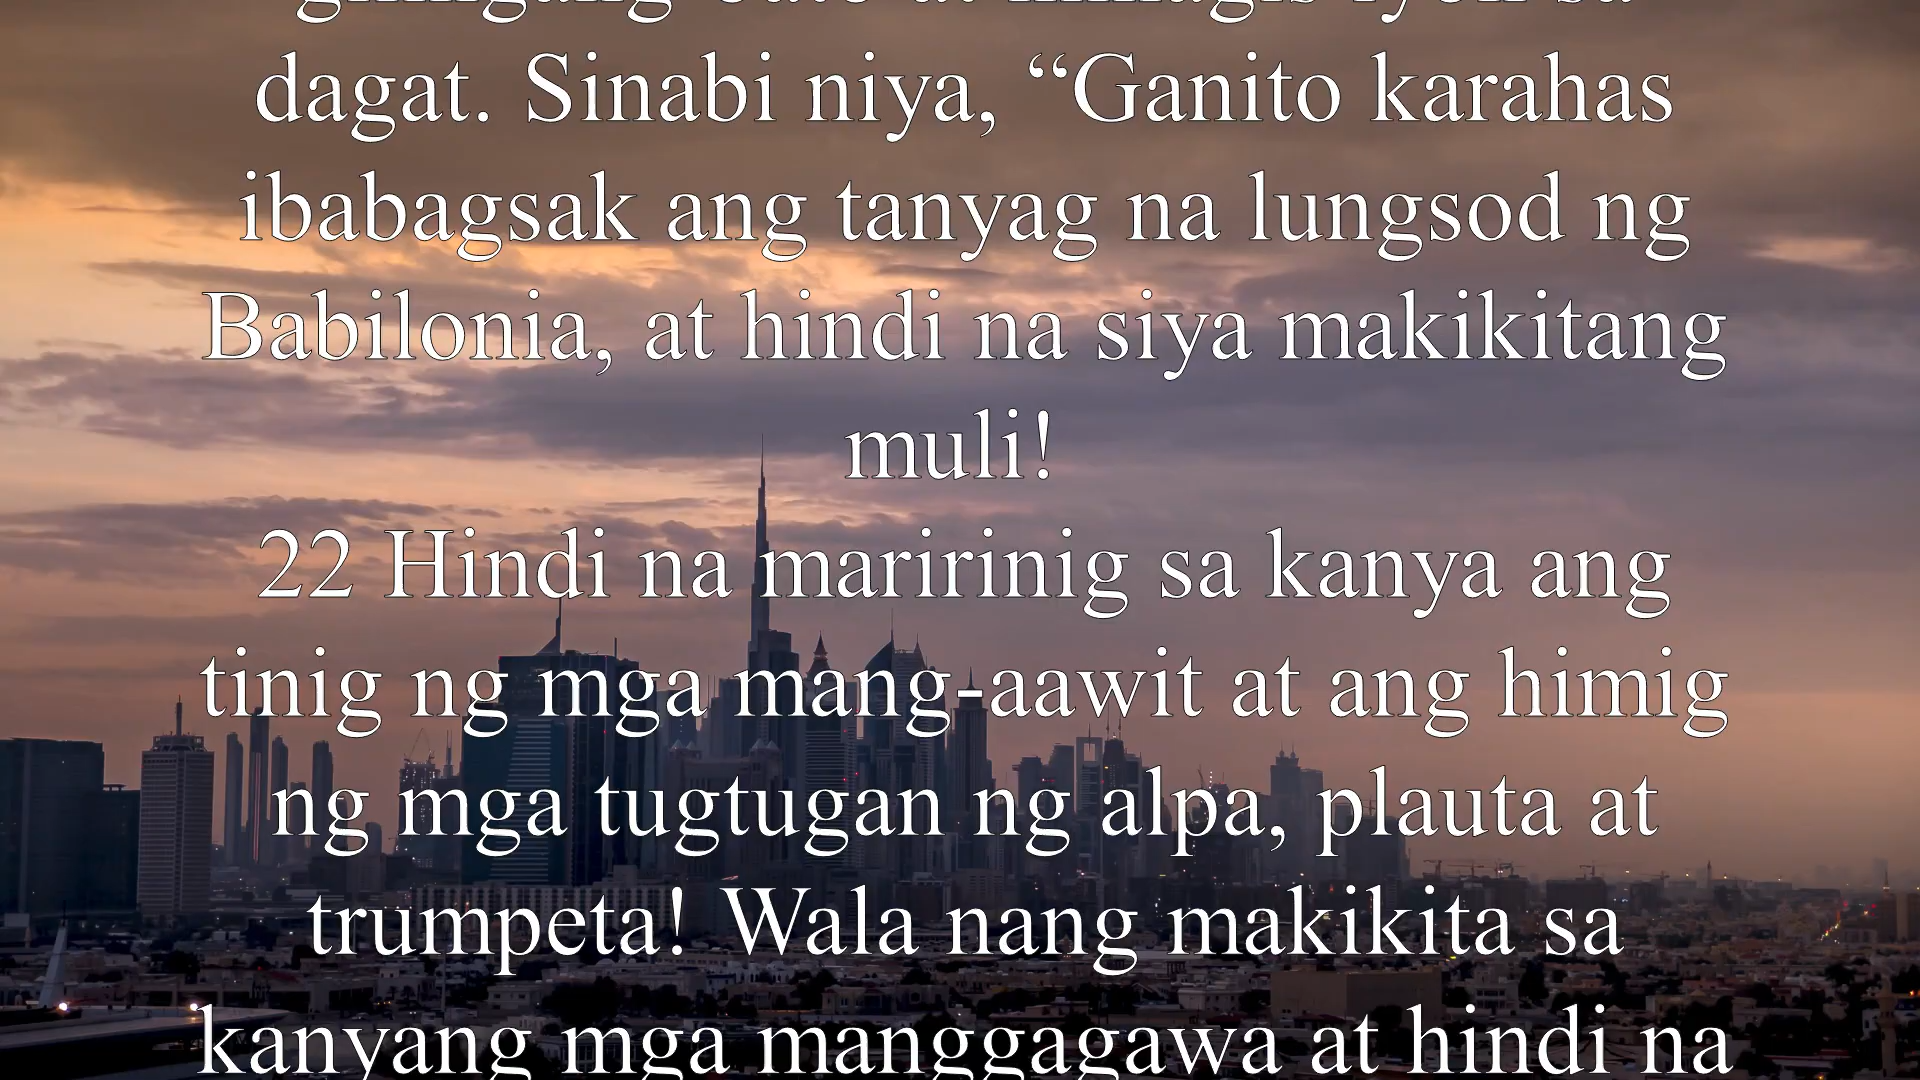 dagat. Sinabi niya, “Ganito karahas
ibabagsak ang tanyag na lungsod ng
Babilonia, at hindi na siya makikitang
muli!
22 Hindi na maririnig sa kanya ang
tinig ng mga mang-aawit at ang himig
ng mga tugtugan ng alpa, plauta at
trumpeta! Wala nang makikita sa
kanyang mga manggagawa at hindi na